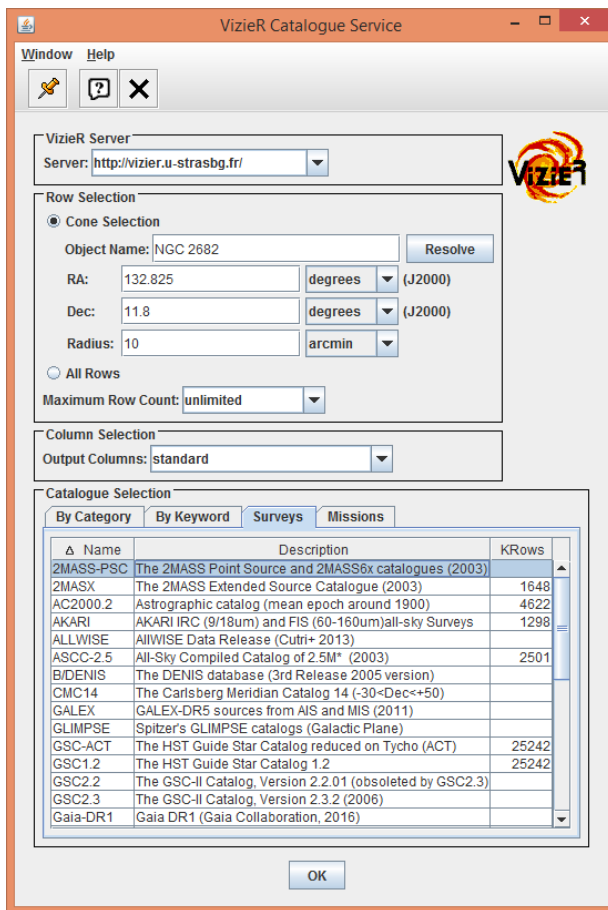 VizieR Catalogue Service
Window Help
VizieR Server
Server: http://vizier.u-strasbg.fr/
VizieR
Row Selection
Cone Selection
Object Name: NGC 2682 Resolve
RA: 132.825 degrees (J2000)
Dec: 11.8 degrees (J2000)
Radius: 10 arcmin
All Rows
Maximum Row Count: unlimited
Column Selection
Output Columns: standard
Catalogue Selection
By Category By Keyword Surveys Missions
△ Name Description KRows
2MASS-PSC The 2MASS Point Source and 2MASS6x catalogues (2003)
2MASX The 2MASS Extended Source Catalogue (2003) 1648
AC2000.2 Astrographic catalog (mean epoch around 1900) 4622
AKARI AKARI IRC (9/18um) and FIS (60-160um)all-sky Surveys 1298
ALLWISE AllWISE Data Release (Cutri+ 2013)
ASCC-2.5 All-Sky Compiled Catalog of 2.5M* (2003) 2501
B/DENIS The DENIS database (3rd Release 2005 version)
CMC14 The Carlsberg Meridian Catalog 14 (-30<Dec<+50)
GALEX GALEX-DR5 sources from AIS and MIS (2011)
GLIMPSE Spitzer's GLIMPSE catalogs (Galactic Plane)
GSC-ACT The HST Guide Star Catalog reduced on Tycho (ACT) 25242
GSC1.2 The HST Guide Star Catalog 1.2 25242
GSC2.2 The GSC-II Catalog, Version 2.2.01 (obsoleted by GSC2.3)
GSC2.3 The GSC-II Catalog, Version 2.3.2 (2006)
Gaia-DR1 Gaia DR1 (Gaia Collaboration, 2016)
OK